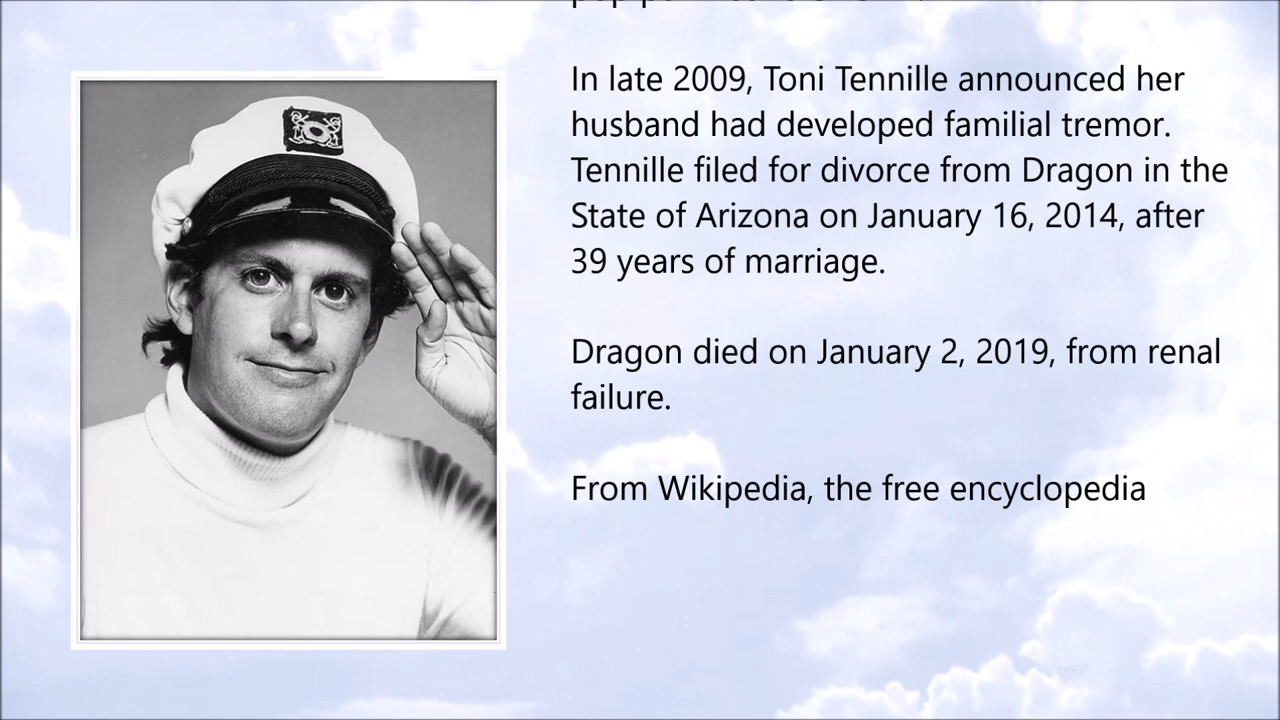 In late 2009, Toni Tennille announced her
husband had developed familial tremor.
Tennille filed for divorce from Dragon in the
State of Arizona on January 16, 2014, after
39 years of marriage.
Dragon died on January 2, 2019, from renal
failure.
From Wikipedia, the free encyclopedia